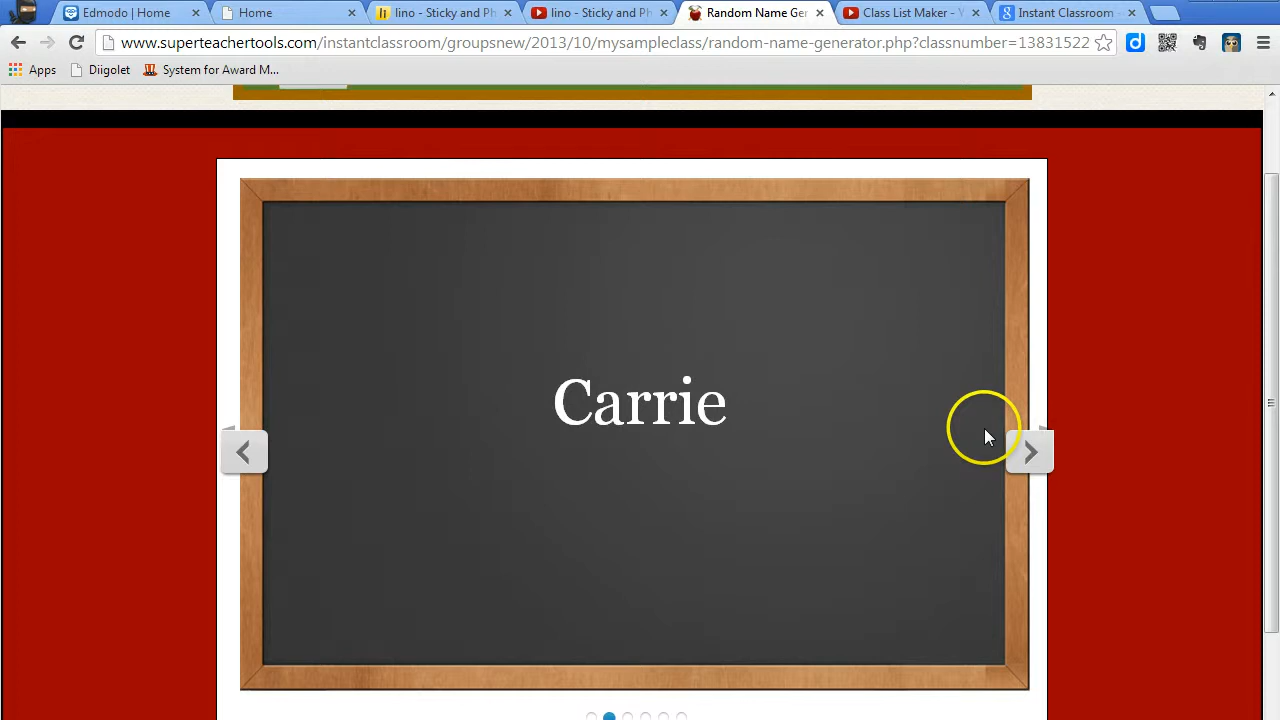 Edmodo | Home
Home
lino - Sticky and Ph
lino - Sticky and Ph
Random Name Ge
Class List Maker - Y
Instant Classroom -
www.superteachertools.com/instantclassroom/groupsnew/2013/10/mysampleclass/random-name-generator.php?classnumber=13831522
Apps
Diigolet
System for Award M...
Carrie